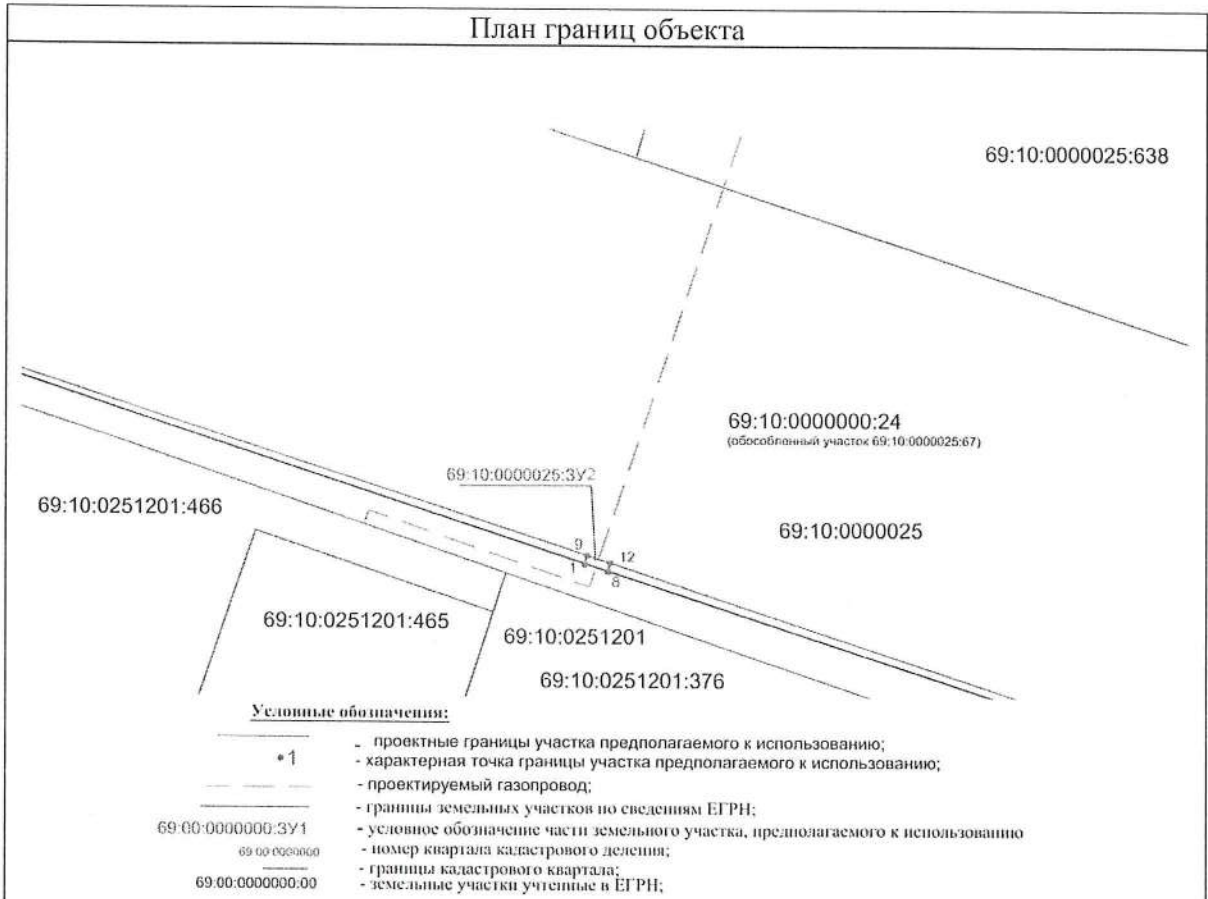 План границ объекта
69:10:0000025:638
69:10:0000000:24
(обособленный участок 69:10:0000025:67)
69:10:0000025:ЗУ2
69:10:0251201:466
69:10:0000025
9
12
1
8
69:10:0251201:465
69:10:0251201
69:10:0251201:376
Условные обозначения:
- проектные границы участка предполагаемого к использованию;
•1 - характерная точка границы участка предполагаемого к использованию;
- проектируемый газопровод;
- границы земельных участков по сведениям ЕГРН;
69:00:0000000:ЗУ1 - условное обозначение части земельного участка, предполагаемого к использованию
69:00:0000000 - номер квартала кадастрового деления;
- границы кадастрового квартала;
69:00:0000000:00 - земельные участки учтенные в ЕГРН;